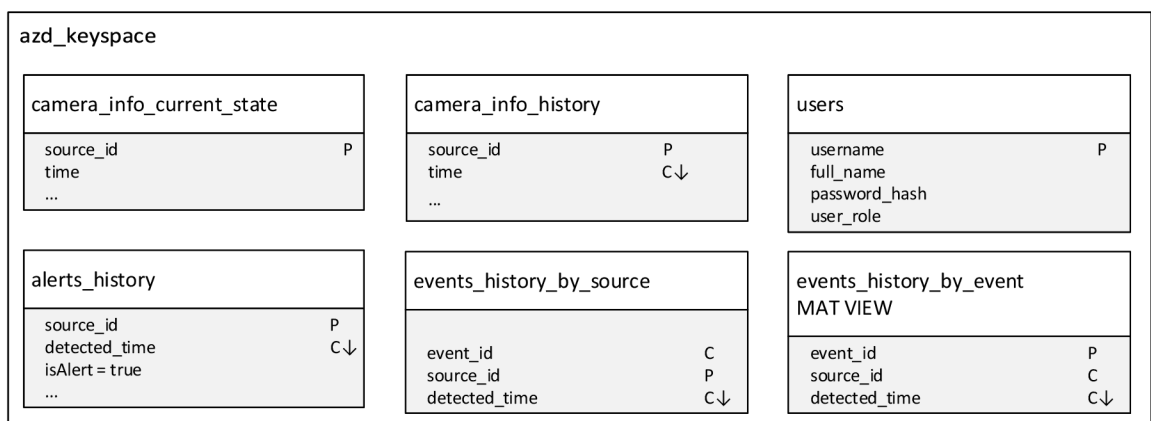 azd_keyspace
camera_info_current_state
source_id P
time
...
camera_info_history
source_id P
time C↓
...
users
username P
full_name
password_hash
user_role
alerts_history
source_id P
detected_time C↓
isAlert = true
...
events_history_by_source
event_id C
source_id P
detected_time C↓
events_history_by_event
MAT VIEW
event_id P
source_id C
detected_time C↓